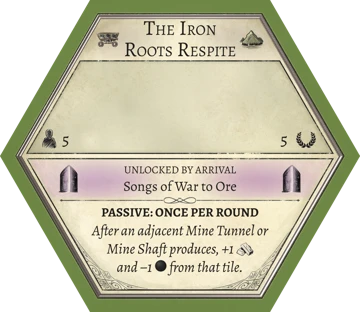 The Iron
Roots Respite
5 5
UNLOCKED BY ARRIVAL
Songs of War to Ore
PASSIVE: ONCE PER ROUND
After an adjacent Mine Tunnel or
Mine Shaft produces, +1
and −1 from that tile.